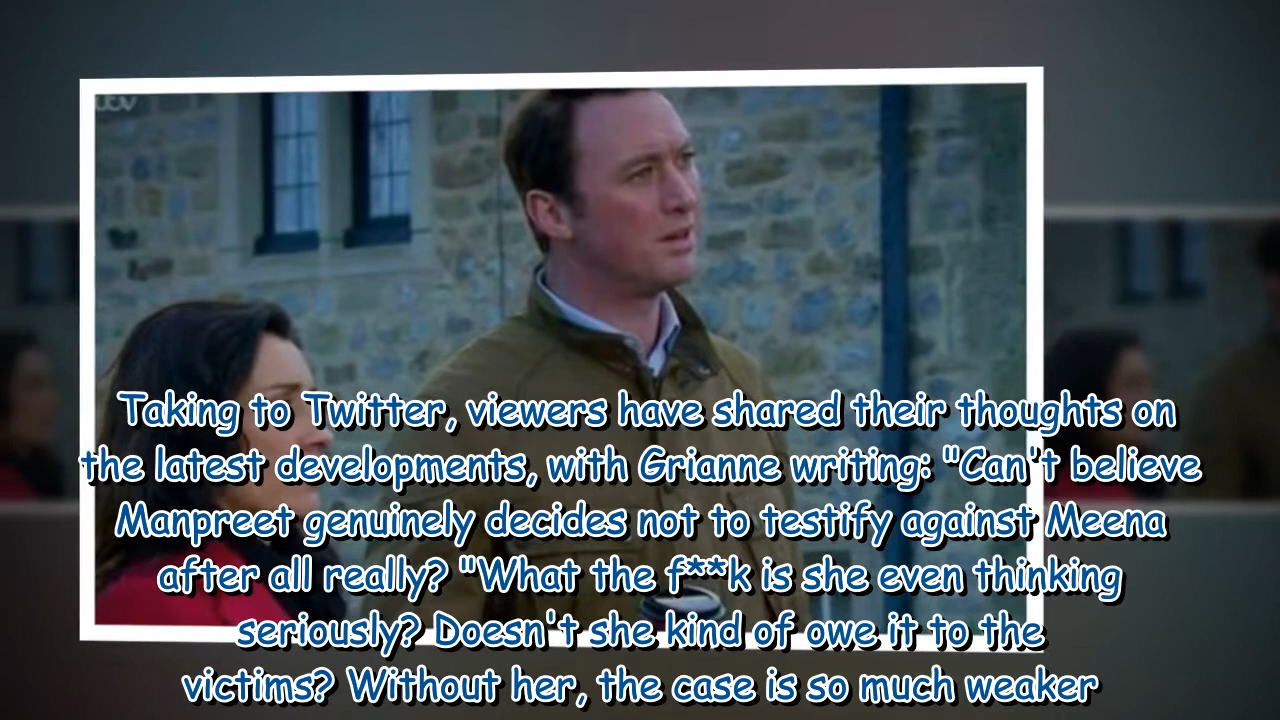 itv
Taking to Twitter, viewers have shared their thoughts on
the latest developments, with Grianne writing: "Can't believe
Manpreet genuinely decides not to testify against Meena
after all really? "What the f**k is she even thinking
seriously? Doesn't she kind of owe it to the
victims? Without her, the case is so much weaker